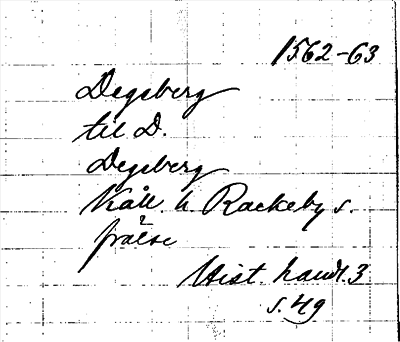 1562-63
Degeberg
til D.
Degeberg
Kåll. h. Rackeby s.
frälse
Hist. handl. 3
s. 49